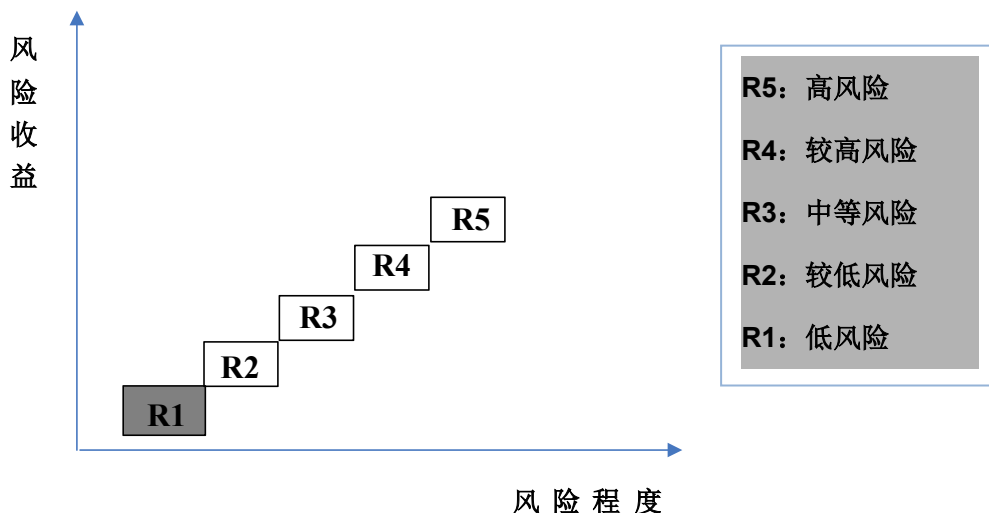 风
险
收
益
R5
R4
R3
R2
R1
风 险 程 度
R5：高风险
R4：较高风险
R3：中等风险
R2：较低风险
R1：低风险